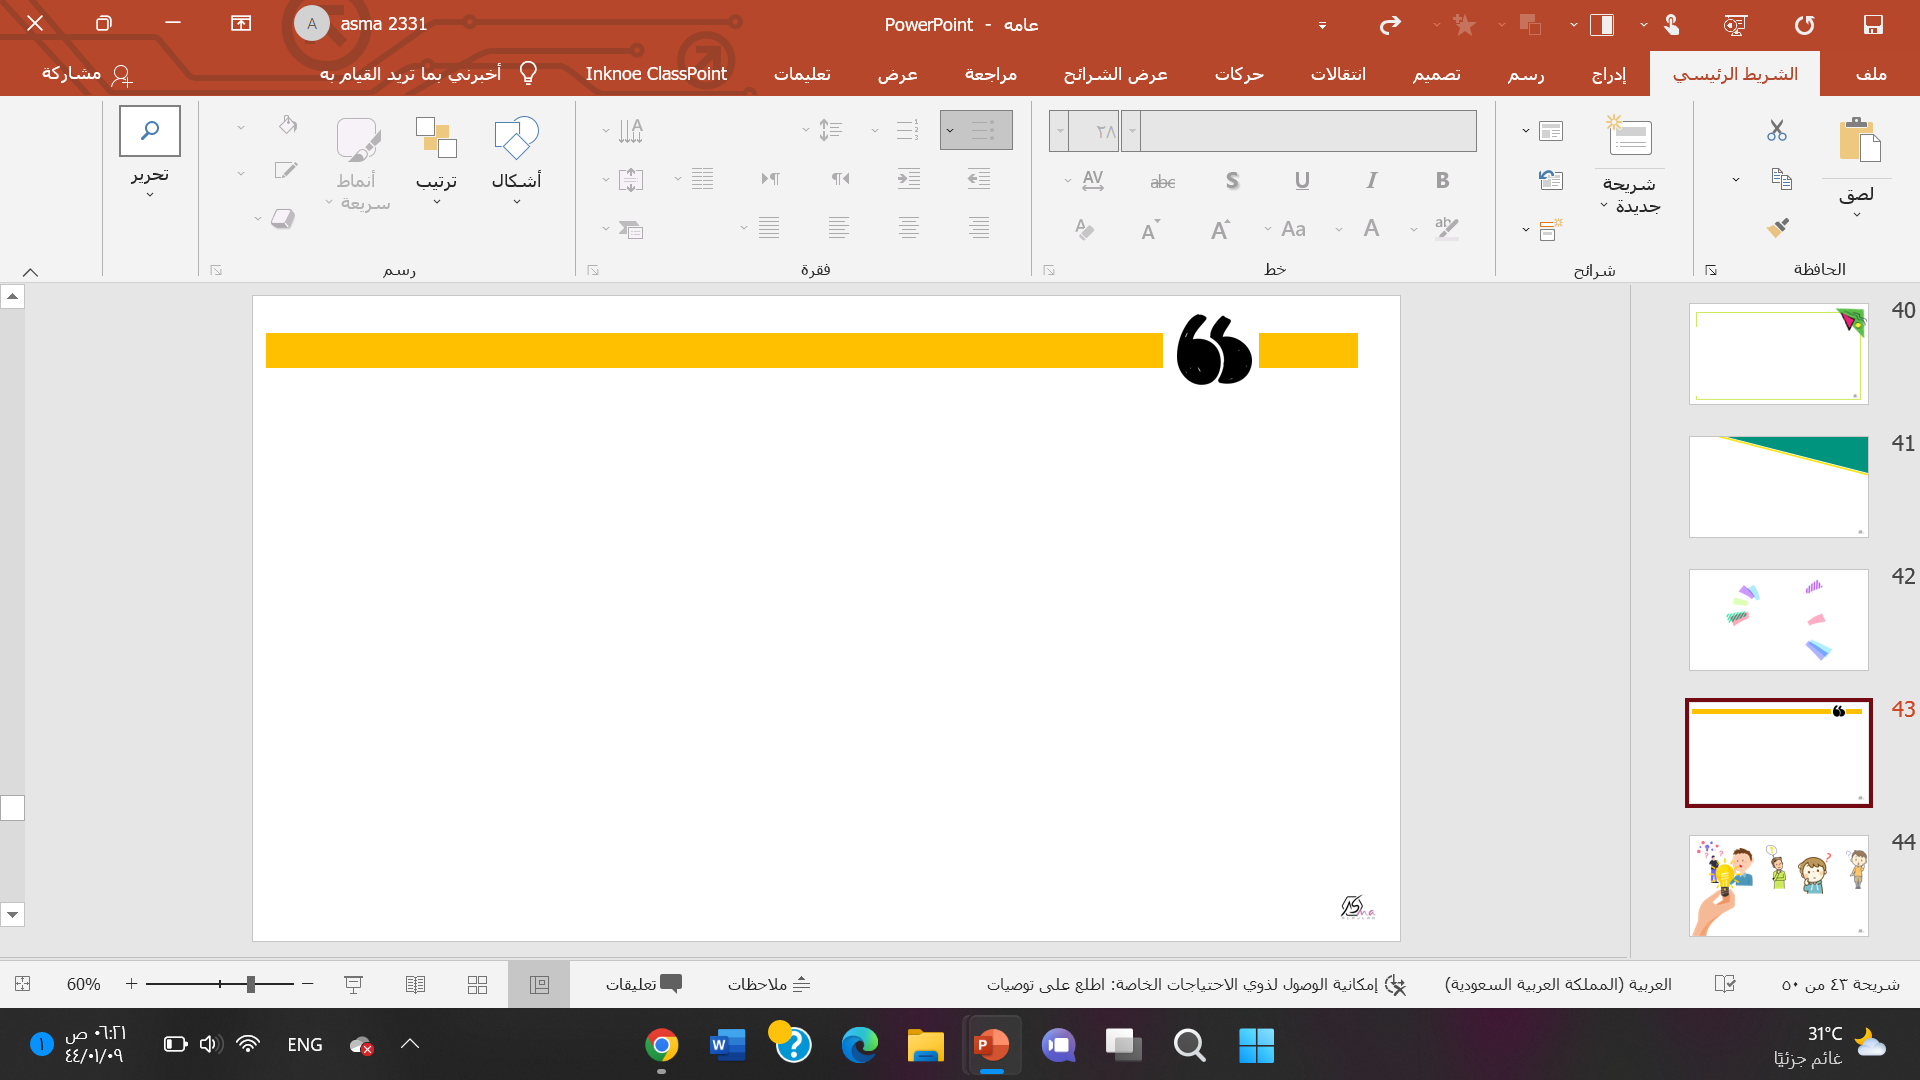 asma 2331
عامه - PowerPoint
ملف
الشريط الرئيسي
إدراج
رسم
تصميم
انتقالات
حركات
عرض الشرائح
مراجعة
عرض
تعليمات
Inknoe ClassPoint
أخبرني بما تريد القيام به
مشاركة
لصق
الحافظة
شريحة
جديدة
شرائح
٢٨
خط
فقرة
أشكال
ترتيب
أنماط
سريعة
رسم
تحرير
40
41
42
43
44
شريحة ٤٣ من ٥٠
العربية (المملكة العربية السعودية)
إمكانية الوصول لذوي الاحتياجات الخاصة: اطلع على توصيات
ملاحظات
تعليقات
60%
31°C
غائم جزئيًا
ENG
٠٦:٢١ ص
٤٤/٠١/٠٩
١